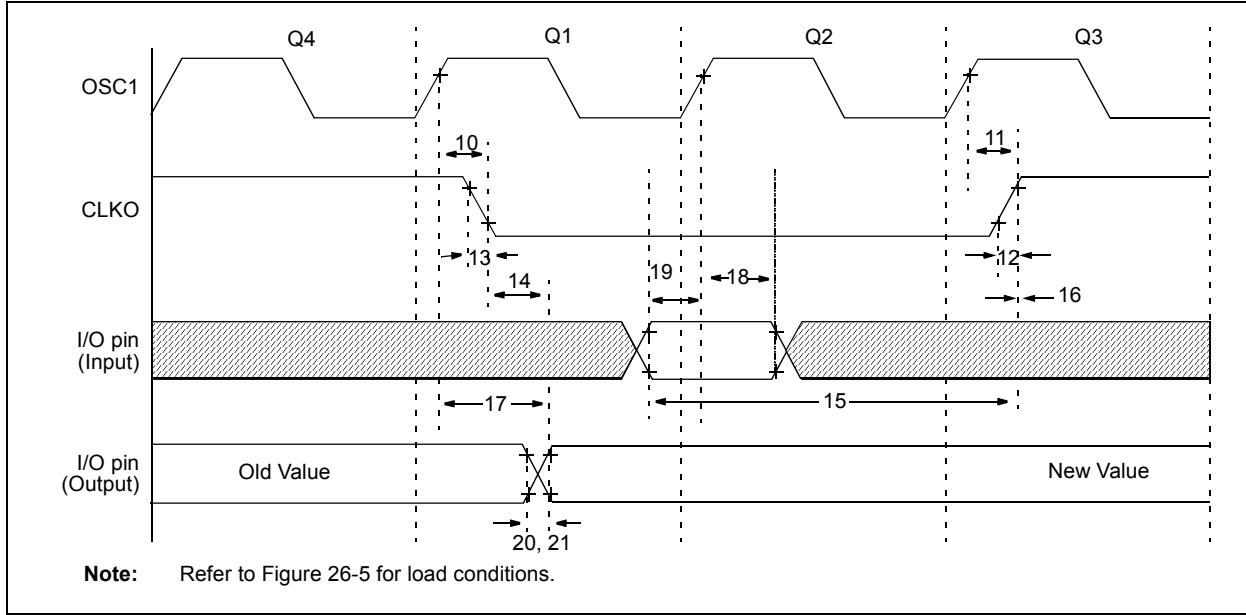 Q4 Q1 Q2 Q3
OSC1
10 11
CLKO
13 12
19 18
14 16
I/O pin
(Input)
17 15
I/O pin
(Output)
Old Value New Value
20, 21
Note: Refer to Figure 26-5 for load conditions.